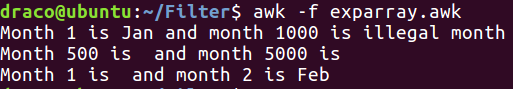 draco@ubuntu:~/Filter$ awk -f exparray.awk
Month 1 is Jan and month 1000 is illegal month
Month 500 is  and month 5000 is
Month 1 is  and month 2 is Feb